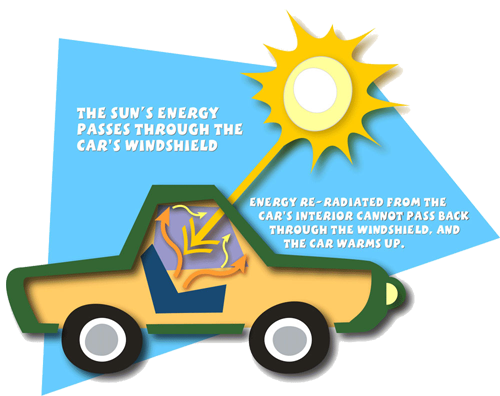 THE SUN'S ENERGY
PASSES THROUGH THE
CAR'S WINDSHIELD
ENERGY RE-RADIATED FROM THE
CAR'S INTERIOR CANNOT PASS BACK
THROUGH THE WINDSHIELD, AND
THE CAR WARMS UP.